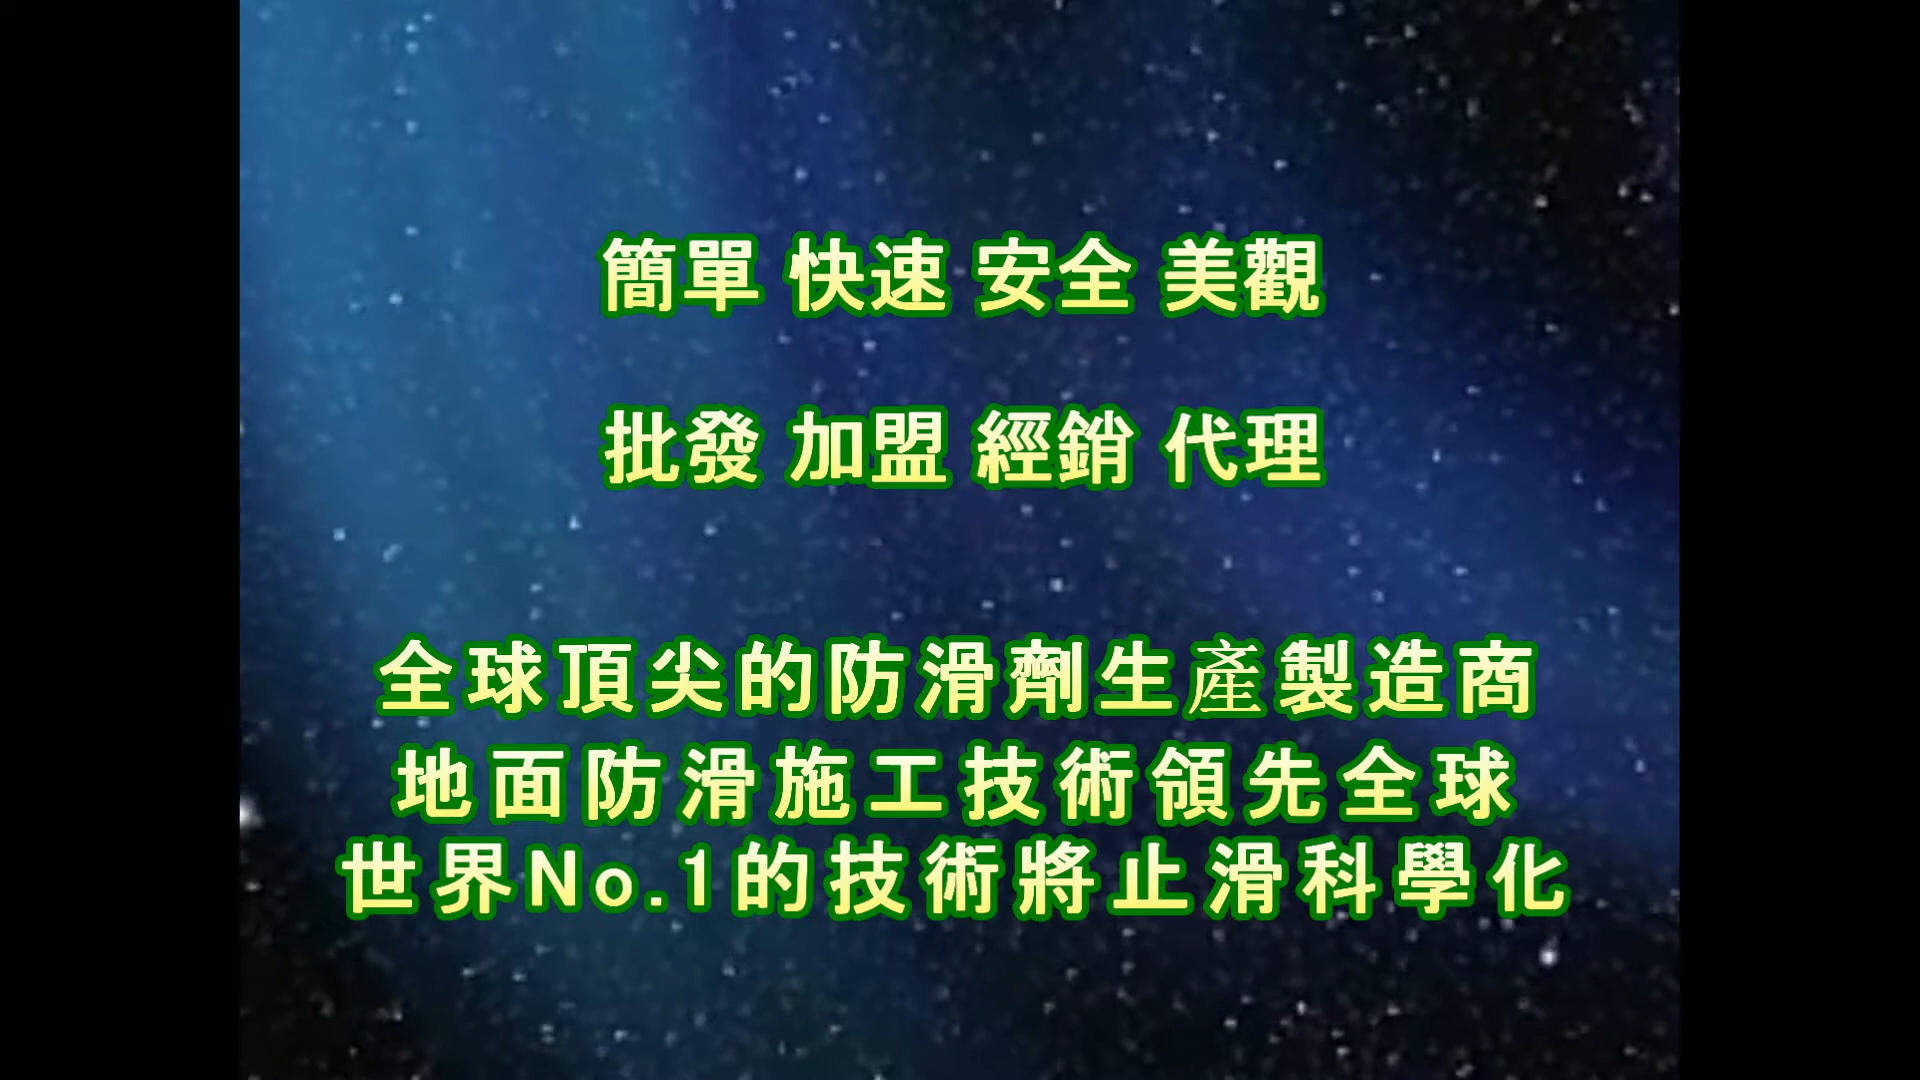 簡單 快速 安全 美觀
批發 加盟 經銷 代理
全球頂尖的防滑劑生產製造商
地面防滑施工技術領先全球
世界No.1的技術將止滑科學化